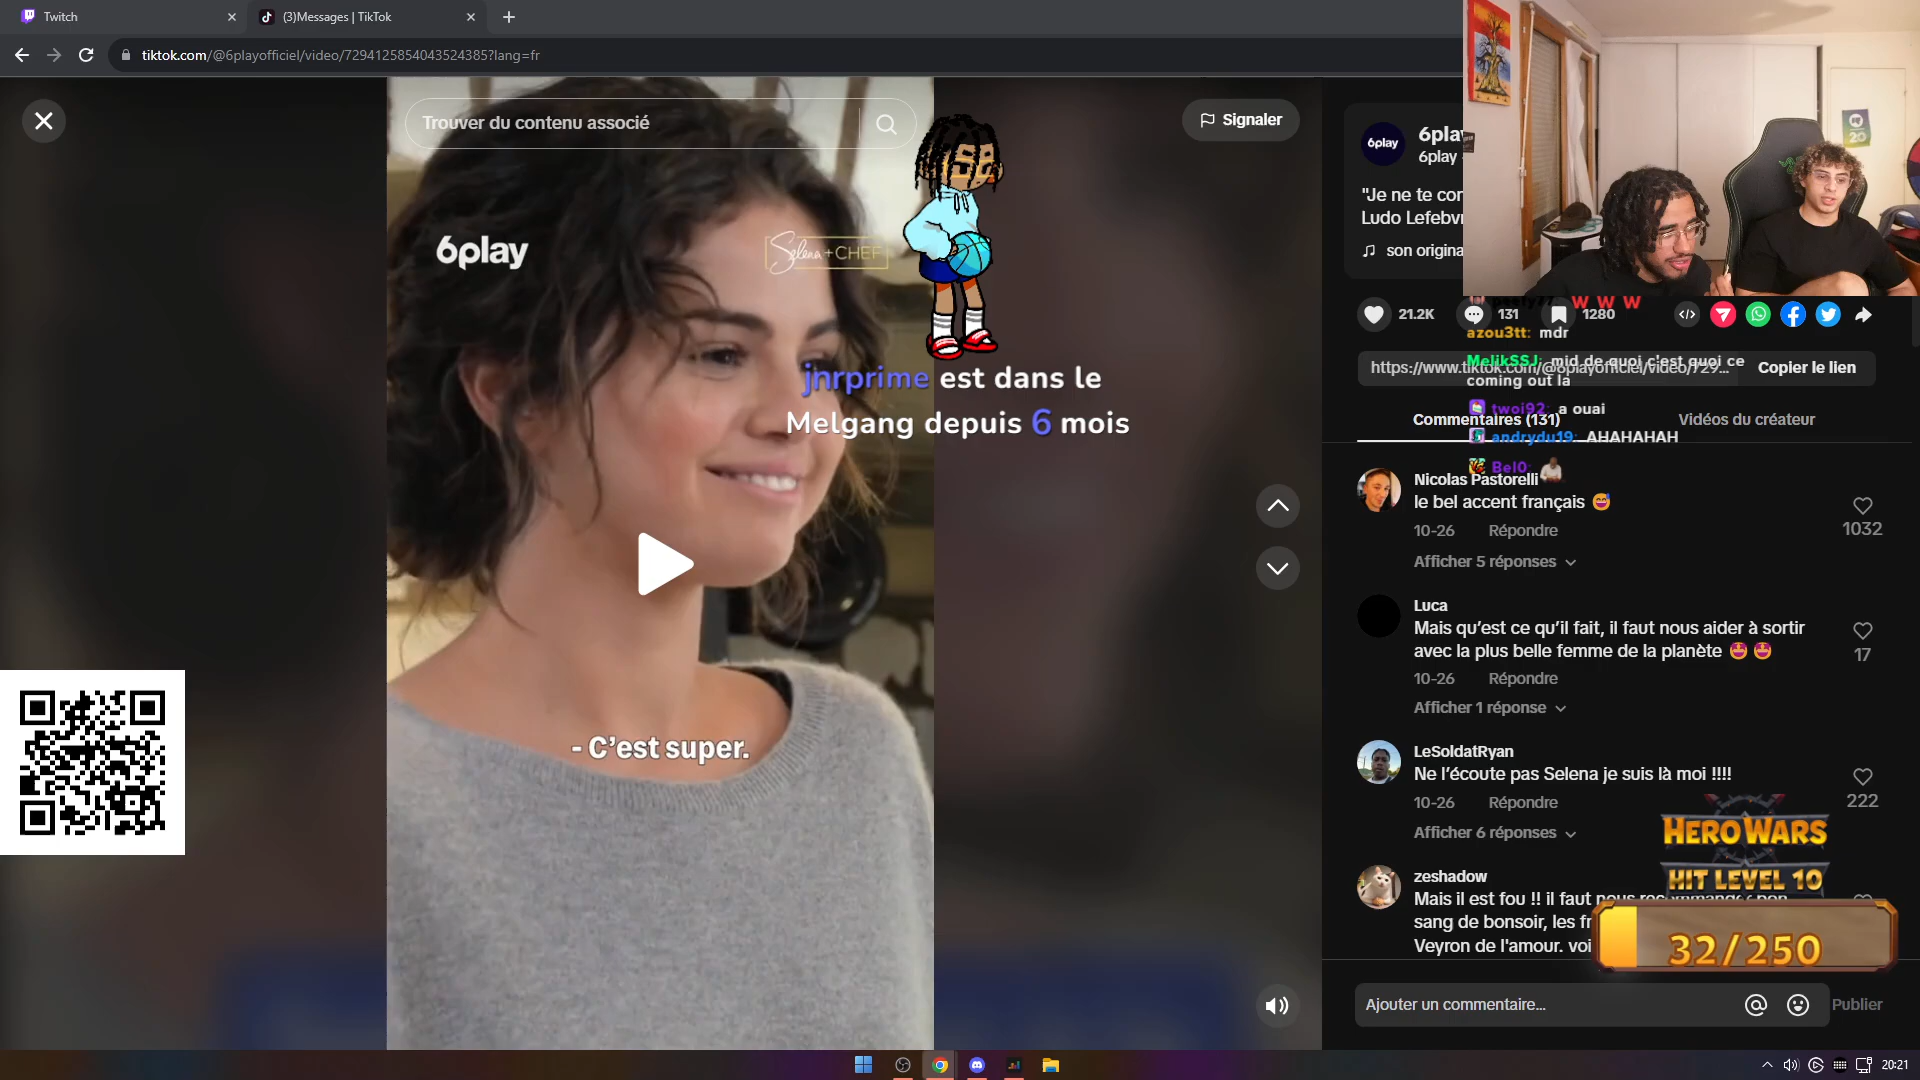 Twitch
(3)Messages | TikTok
tiktok.com/@6playofficiel/video/7294125854043524385?lang=fr
Trouver du contenu associé
Signaler
6play
Selena+CHEF
jnrprime est dans le
Melgang depuis 6 mois
- C'est super.
6play
6play
"Je ne te
Ludo Lefebv
son origina
20
W W W
21.2K
131
1280
azou3tt: mdr
MelikSSJ: mid de quoi c'est quoi ce
coming out la
https://www.tiktok.com/@6playofficiel/video/729...
Copier le lien
twoi92: a ouai
Commentaires (131)
Vidéos du créateur
andrydu19: AHAHAHAH
Bel0:
Nicolas Pastorelli
le bel accent français 😅
10-26 Répondre
1032
Afficher 5 réponses
Luca
Mais qu'est ce qu'il fait, il faut nous aider à sortir
avec la plus belle femme de la planète 🤩 🤩
17
10-26 Répondre
Afficher 1 réponse
LeSoldatRyan
Ne l'écoute pas Selena je suis là moi !!!!
10-26 Répondre
222
Afficher 6 réponses
HERO WARS
HIT LEVEL 10
32/250
zeshadow
Mais il est fou !! il faut nous recommander bon
sang de bonsoir, les
Veyron de l'amour. voi
Ajouter un commentaire...
Publier
20:21